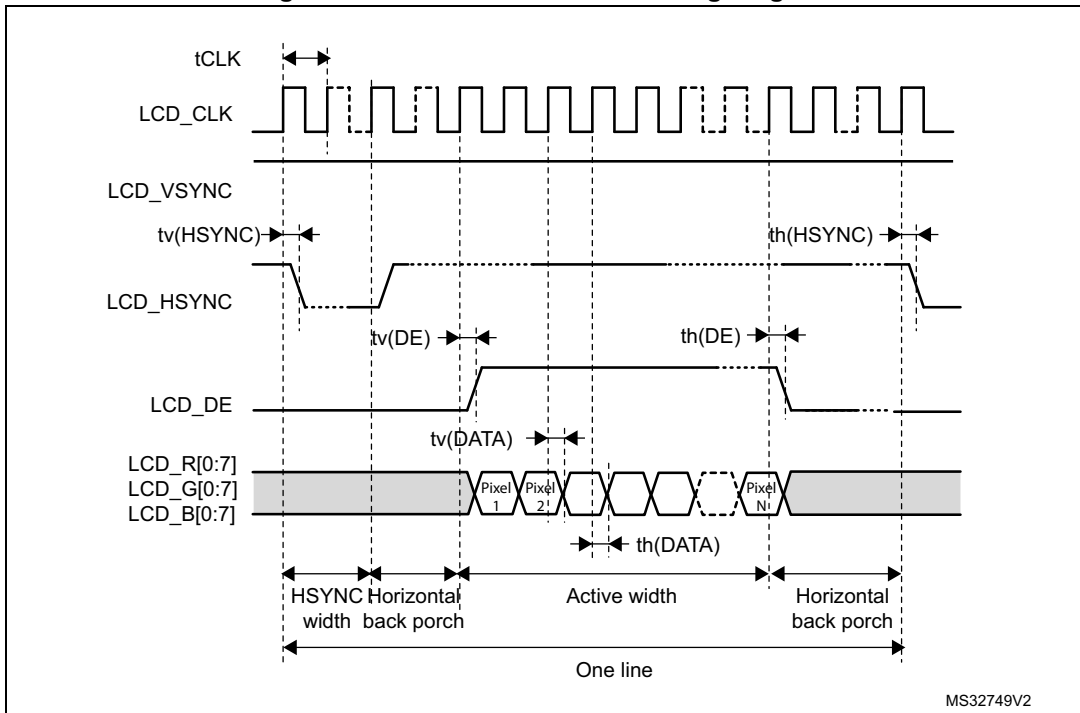 tCLK
LCD_CLK
LCD_VSYNC
tv(HSYNC)
th(HSYNC)
LCD_HSYNC
tv(DE)
th(DE)
LCD_DE
tv(DATA)
LCD_R[0:7]
LCD_G[0:7]
LCD_B[0:7]
Pixel
1
Pixel
2
Pixel
N
th(DATA)
HSYNC
width
Horizontal
back porch
Active width
Horizontal
back porch
One line
MS32749V2